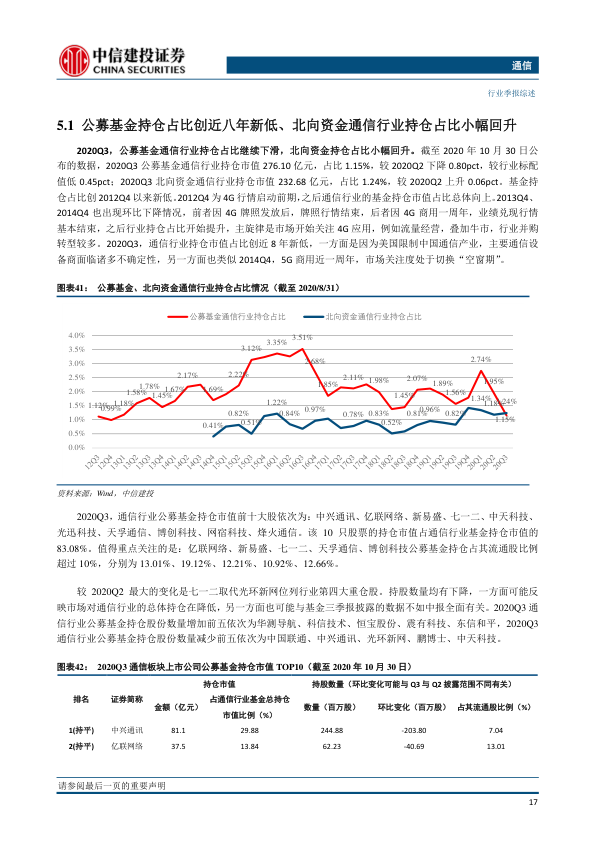 中信建投证券
CHINA SECURITIES
通信
行业季报综述
5.1 公募基金持仓占比创近八年新低、北向资金通信行业持仓占比小幅回升
2020Q3，公募基金通信行业持仓占比继续下滑，北向资金持仓占比小幅回升。截至 2020 年 10 月 30 日公
布的数据，2020Q3 公募基金通信行业持仓市值 276.10 亿元，占比 1.15%，较 2020Q2 下降 0.80pct，较行业标配
值低 0.45pct；2020Q3 北向资金通信行业持仓市值 232.68 亿元，占比 1.24%，较 2020Q2 上升 0.06pct。基金持
仓占比创 2012Q4 以来新低。2012Q4 为 4G 行情启动前期，之后通信行业的基金持仓市值占比总体向上。2013Q4、
2014Q4 也出现环比下降情况，前者因 4G 牌照发放后，牌照行情结束，后者因 4G 商用一周年，业绩兑现行情
基本结束，之后行业持仓占比开始提升，主旋律是市场开始关注 4G 应用，例如流量经营，叠加牛市，行业并购
转型较多。2020Q3，通信行业持仓市值占比创近 8 年新低，一方面是因为美国限制中国通信产业，主要通信设
备商面临诸多不确定性，另一方面也类似 2014Q4，5G 商用近一周年，市场关注度处于切换“空窗期”。
图表41： 公募基金、北向资金通信行业持仓占比情况（截至 2020/8/31）
公募基金通信行业持仓占比 北向资金通信行业持仓占比
4.0%
3.5%
3.0%
2.5%
2.0%
1.5%
1.0%
0.5%
0.0%
1.12% 0.99% 1.18% 1.58% 1.78% 1.45% 1.67% 2.17% 1.69% 2.22% 3.12% 3.35% 3.51% 2.68% 1.85% 2.11% 1.98% 1.45% 2.07% 1.89% 1.56% 2.74% 1.95% 1.15%
0.41% 0.82% 0.51% 1.22% 0.84% 0.97% 0.78% 0.83% 0.52% 0.81% 0.96% 0.82% 1.34% 1.18% 1.24%
12Q3 12Q4 13Q1 13Q2 13Q3 13Q4 14Q1 14Q2 14Q3 14Q4 15Q1 15Q2 15Q3 15Q4 16Q1 16Q2 16Q3 16Q4 17Q1 17Q2 17Q3 17Q4 18Q1 18Q2 18Q3 18Q4 19Q1 19Q2 19Q3 19Q4 20Q1 20Q2 20Q3
资料来源：Wind，中信建投
2020Q3，通信行业公募基金持仓市值前十大股依次为：中兴通讯、亿联网络、新易盛、七一二、中天科技、
光迅科技、天孚通信、博创科技、网宿科技、烽火通信。该 10 只股票的持仓市值占通信行业基金持仓市值的
83.08%。值得重点关注的是：亿联网络、新易盛、七一二、天孚通信、博创科技公募基金持仓占其流通股比例
超过 10%，分别为 13.01%、19.12%、12.21%、10.92%、12.66%。
较 2020Q2 最大的变化是七一二取代光环新网位列行业第四大重仓股。持股数量均有下降，一方面可能反
映市场对通信行业的总体持仓在降低，另一方面也可能与基金三季报披露的数据不如中报全面有关。2020Q3 通
信行业公募基金持仓股份数量增加前五依次为华测导航、科信技术、恒宝股份、震有科技、东信和平，2020Q3
通信行业公募基金持仓股份数量减少前五依次为中国联通、中兴通讯、光环新网、鹏博士、中天科技。
图表42： 2020Q3 通信板块上市公司公募基金持仓市值 TOP10（截至 2020 年 10 月 30 日）
持仓市值 持股数量（环比变化可能与 Q3 与 Q2 披露范围不同有关）
排名 证券简称 金额（亿元） 占通信行业基金总持仓市值比例（%） 数量（百万股） 环比变化（百万股） 占其流通股比例（%）
1(持平) 中兴通讯 81.1 29.88 244.88 -203.80 7.04
2(持平) 亿联网络 37.5 13.84 62.23 -40.69 13.01
请参阅最后一页的重要声明
17